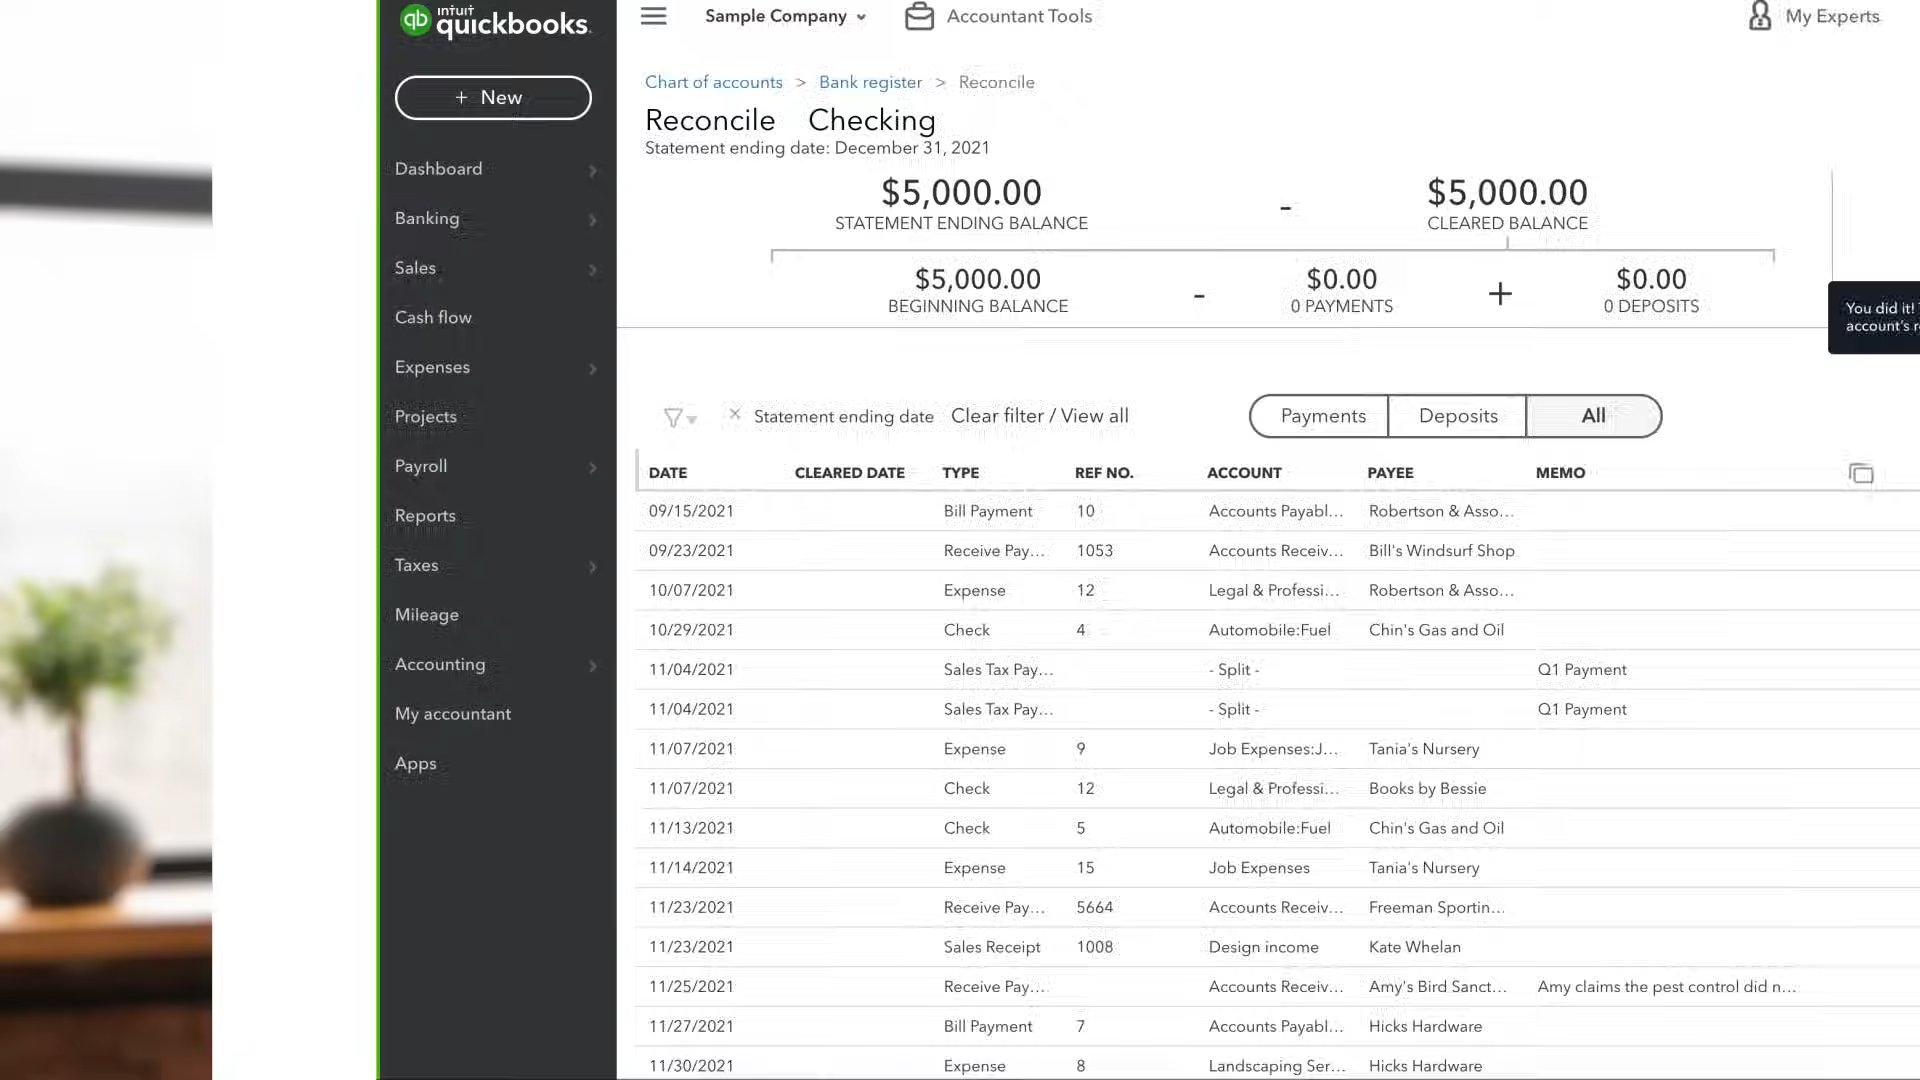 intuit
quickbooks.
Sample Company
Accountant Tools
My Experts
+ New
Dashboard
Banking
Sales
Cash flow
Expenses
Projects
Payroll
Reports
Taxes
Mileage
Accounting
My accountant
Apps
Chart of accounts > Bank register > Reconcile
Reconcile Checking
Statement ending date: December 31, 2021
$5,000.00 - $5,000.00
STATEMENT ENDING BALANCE CLEARED BALANCE
$5,000.00 - $0.00 + $0.00
BEGINNING BALANCE 0 PAYMENTS 0 DEPOSITS
You did it!
account's
× Statement ending date Clear filter / View all Payments Deposits All
DATE CLEARED DATE TYPE REF NO. ACCOUNT PAYEE MEMO
09/15/2021 Bill Payment 10 Accounts Payabl... Robertson & Asso...
09/23/2021 Receive Pay... 1053 Accounts Receiv... Bill's Windsurf Shop
10/07/2021 Expense 12 Legal & Professi... Robertson & Asso...
10/29/2021 Check 4 Automobile:Fuel Chin's Gas and Oil
11/04/2021 Sales Tax Pay... - Split - Q1 Payment
11/04/2021 Sales Tax Pay... - Split - Q1 Payment
11/07/2021 Expense 9 Job Expenses:J... Tania's Nursery
11/07/2021 Check 12 Legal & Professi... Books by Bessie
11/13/2021 Check 5 Automobile:Fuel Chin's Gas and Oil
11/14/2021 Expense 15 Job Expenses Tania's Nursery
11/23/2021 Receive Pay... 5664 Accounts Receiv... Freeman Sportin...
11/23/2021 Sales Receipt 1008 Design income Kate Whelan
11/25/2021 Receive Pay... Accounts Receiv... Amy's Bird Sanct... Amy claims the pest control did n...
11/27/2021 Bill Payment 7 Accounts Payabl... Hicks Hardware
11/30/2021 Expense 8 Landscaping Ser... Hicks Hardware